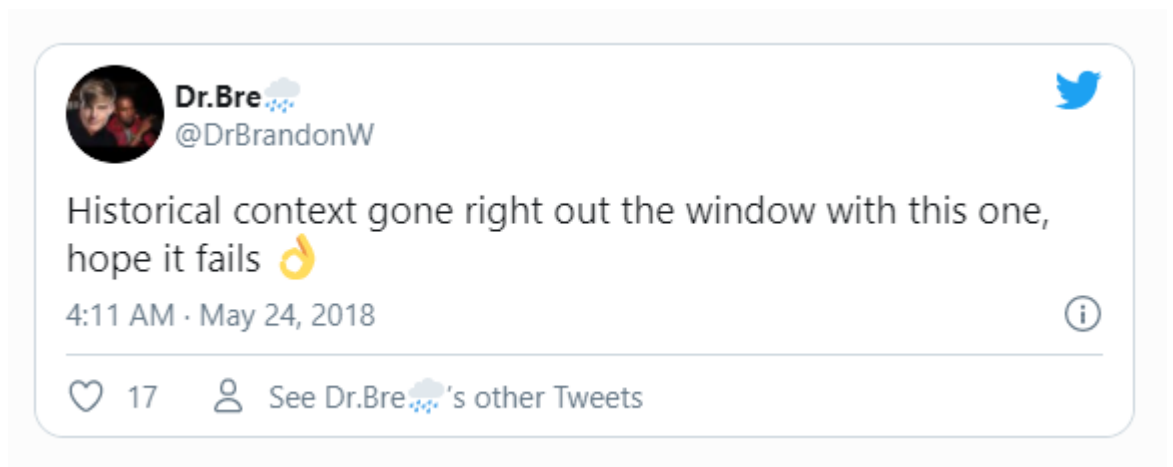 Dr.Bre🌧️
@DrBrandonW
Historical context gone right out the window with this one,
hope it fails 👌
4:11 AM · May 24, 2018
17 See Dr.Bre🌧️'s other Tweets